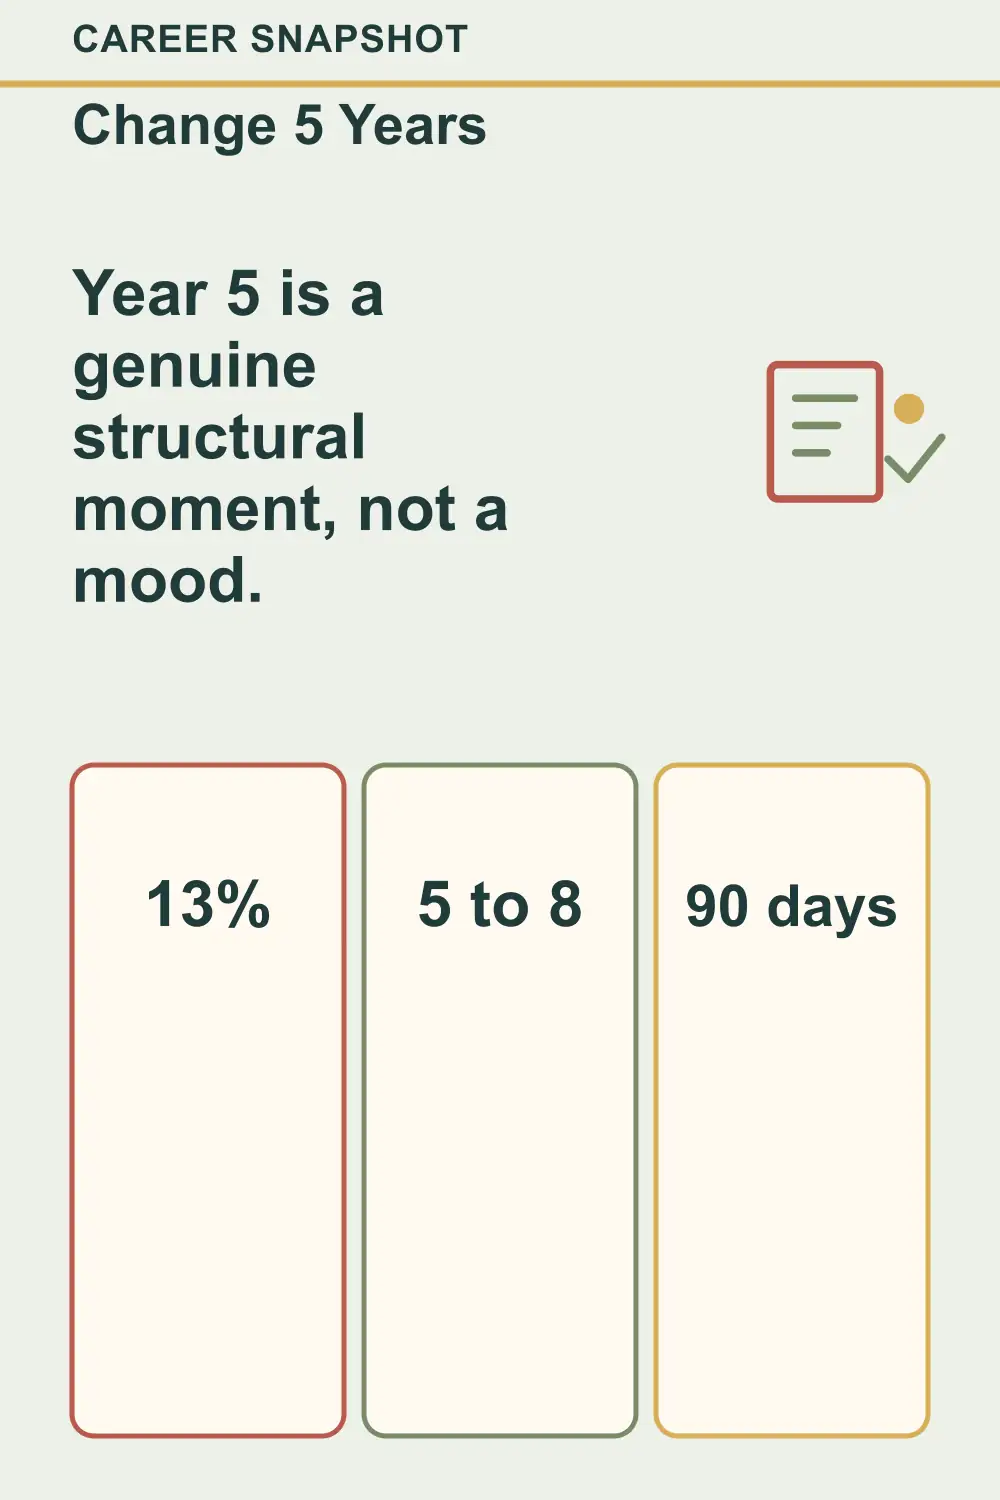 CAREER SNAPSHOT
Change 5 Years
Year 5 is a
genuine
structural
moment, not a
mood.
13%
5 to 8
90 days